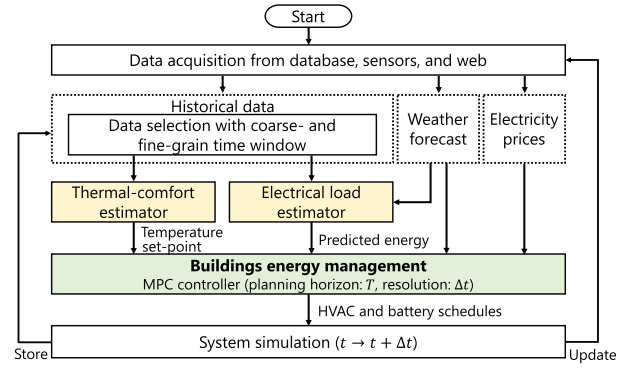 Start
Data acquisition from database, sensors, and web
Historical data
Data selection with coarse- and
fine-grain time window
Weather
forecast
Electricity
prices
Thermal-comfort
estimator
Electrical load
estimator
Temperature
set-point
Predicted energy
Buildings energy management
MPC controller (planning horizon: T, resolution: Δt)
HVAC and battery schedules
System simulation (t → t + Δt)
Store
Update